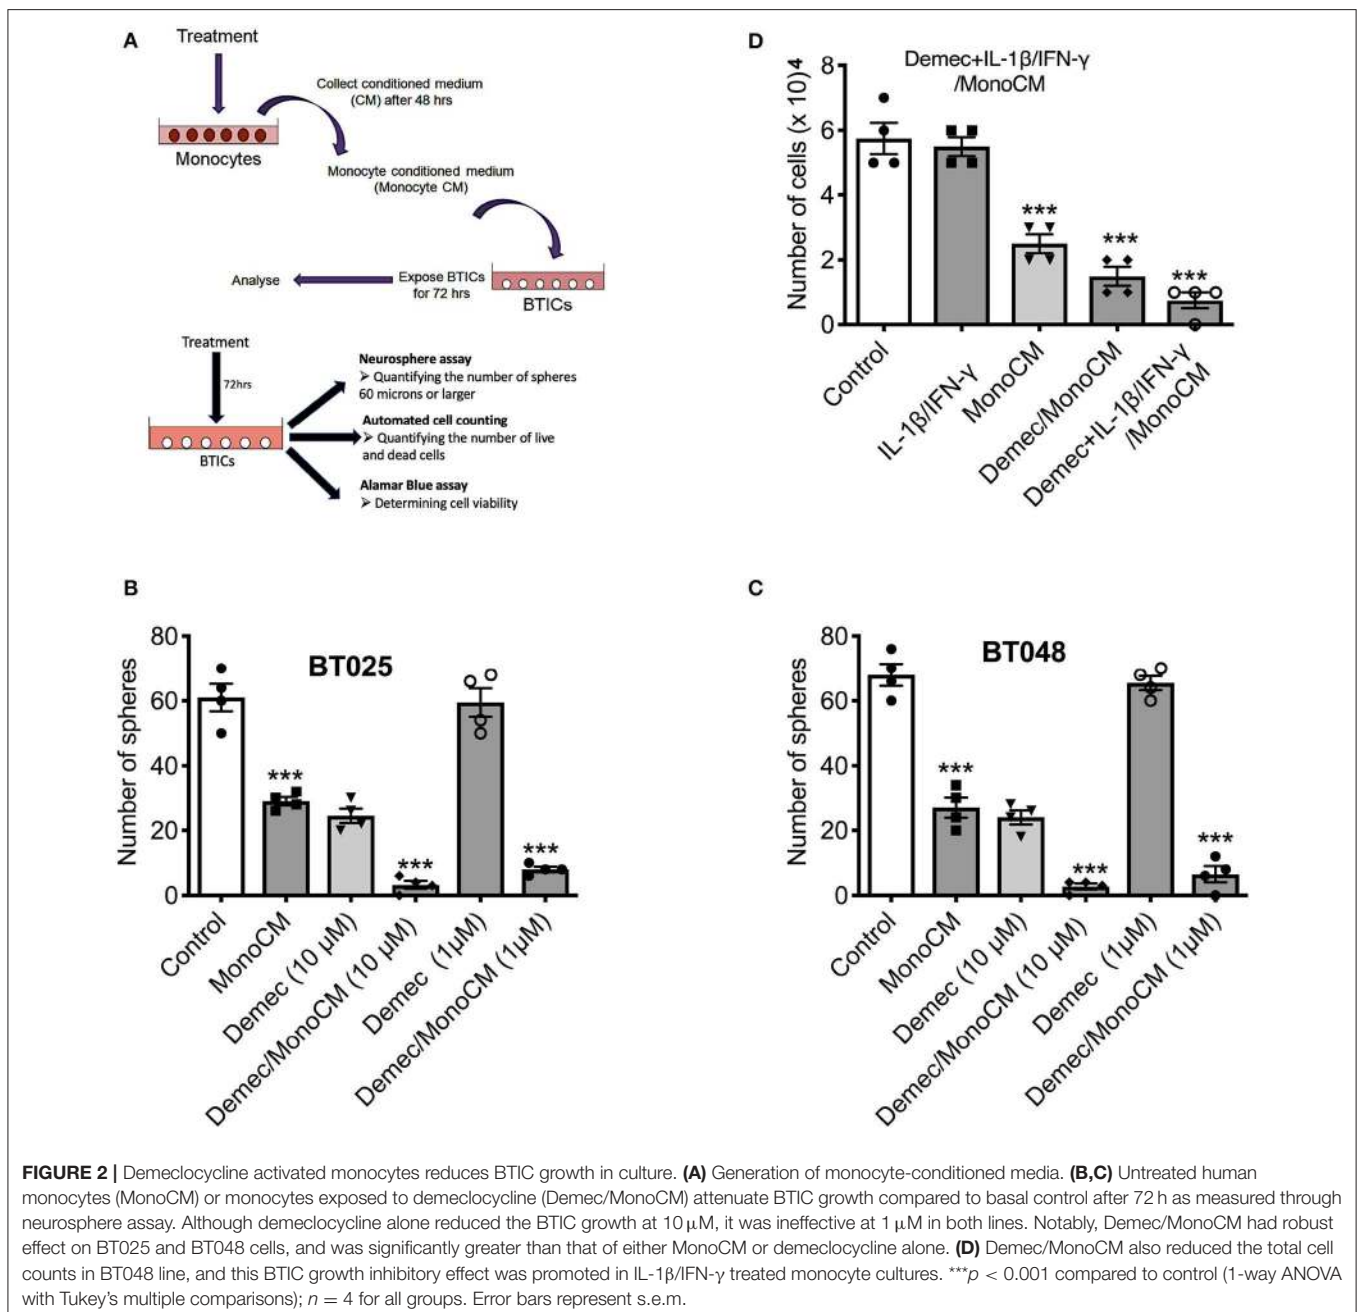 A
Treatment
Collect conditioned medium
(CM) after 48 hrs
Monocytes
Monocyte conditioned medium
(Monocyte CM)
Analyse
Expose BTICs
for 72 hrs
BTICs
Treatment
72hrs
BTICs
Neurosphere assay
➢ Quantifying the number of spheres
60 microns or larger
Automated cell counting
➢ Quantifying the number of live
and dead cells
Alamar Blue assay
➢ Determining cell viability
D
Demec+IL-1β/IFN-γ
/MonoCM
Number of cells (x 10)⁴
8
6
4
2
0
***
***
***
Control
IL-1β/IFN-γ
MonoCM
Demec/MonoCM
Demec+IL-1β/IFN-γ
/MonoCM
B
BT025
Number of spheres
80
60
40
20
0
***
***
***
Control
MonoCM
Demec (10 μM)
Demec/MonoCM (10 μM)
Demec (1μM)
Demec/MonoCM (1μM)
C
BT048
Number of spheres
80
60
40
20
0
***
***
***
Control
MonoCM
Demec (10 μM)
Demec/MonoCM (10 μM)
Demec (1μM)
Demec/MonoCM (1μM)
FIGURE 2 | Demeclocycline activated monocytes reduces BTIC growth in culture. (A) Generation of monocyte-conditioned media. (B,C) Untreated human
monocytes (MonoCM) or monocytes exposed to demeclocycline (Demec/MonoCM) attenuate BTIC growth compared to basal control after 72 h as measured through
neurosphere assay. Although demeclocycline alone reduced the BTIC growth at 10 μM, it was ineffective at 1 μM in both lines. Notably, Demec/MonoCM had robust
effect on BT025 and BT048 cells, and was significantly greater than that of either MonoCM or demeclocycline alone. (D) Demec/MonoCM also reduced the total cell
counts in BT048 line, and this BTIC growth inhibitory effect was promoted in IL-1β/IFN-γ treated monocyte cultures. ***p < 0.001 compared to control (1-way ANOVA
with Tukey's multiple comparisons); n = 4 for all groups. Error bars represent s.e.m.